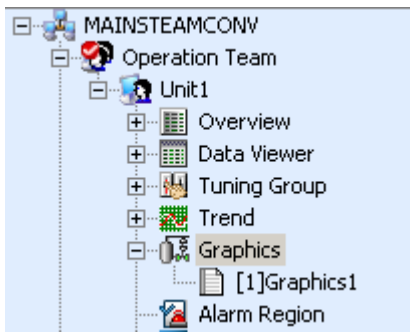 MAINSTEAMCONV
Operation Team
Unit1
Overview
Data Viewer
Tuning Group
Trend
Graphics
[1]Graphics1
Alarm Region